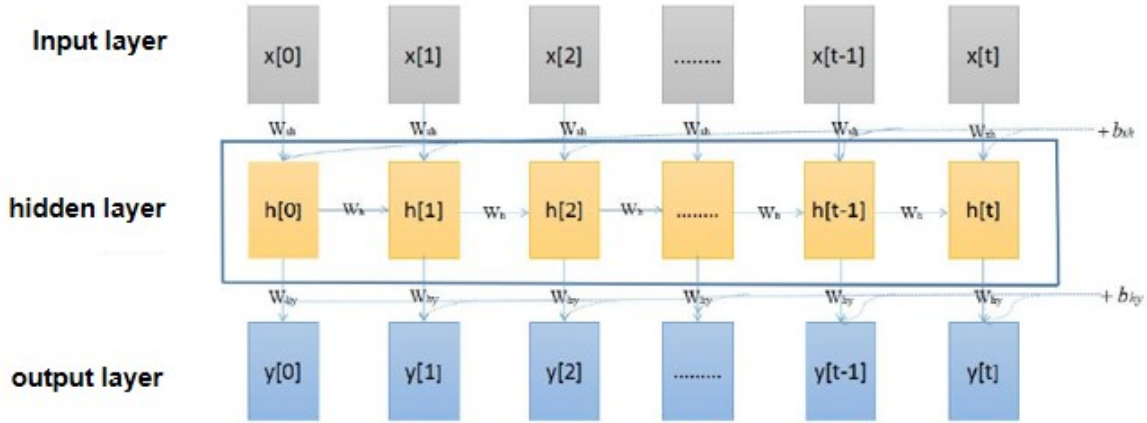 Input layer x[0] x[1] x[2] ........ x[t-1] x[t]
Wxh Wxh Wxh Wxh Wxh Wxh + bxh
hidden layer h[0] Wh h[1] Wh h[2] Wh ........ Wh h[t-1] Wh h[t]
Why Why Why Why Why Why + bhy
output layer y[0] y[1] y[2] ......... y[t-1] y[t]